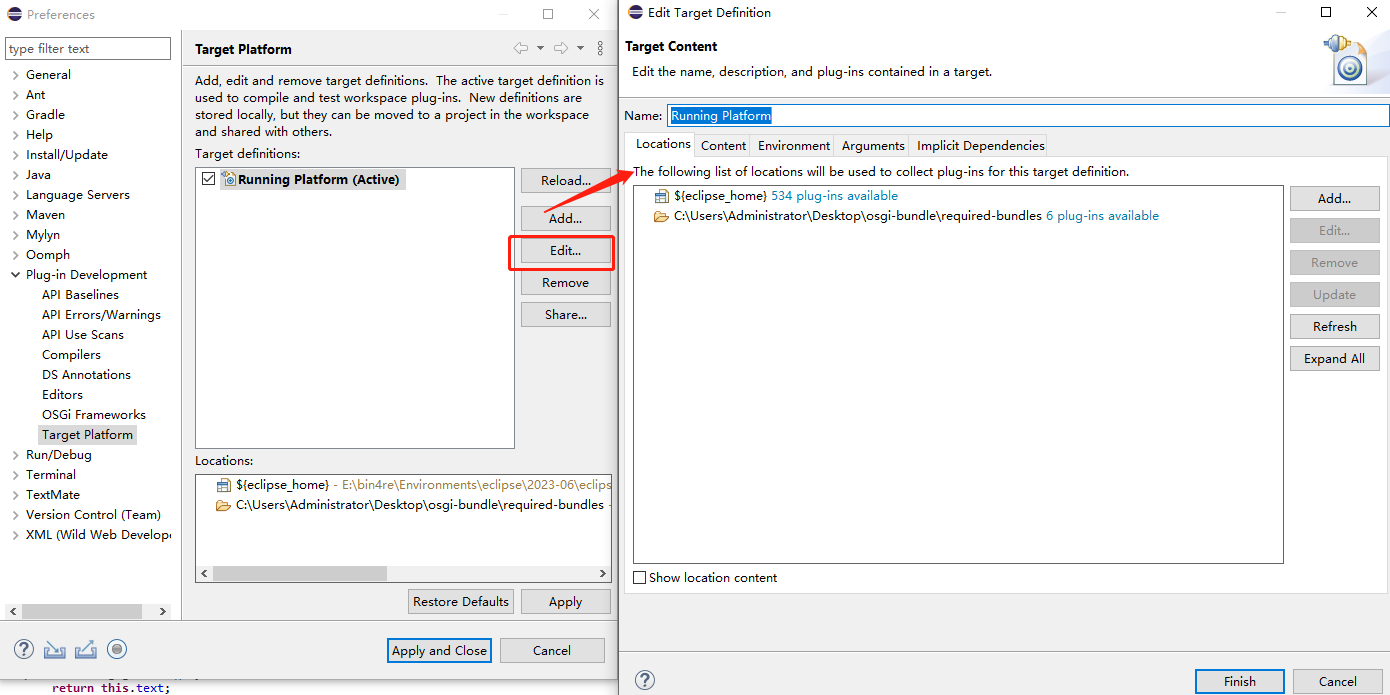 Preferences
type filter text
General
Ant
Gradle
Help
Install/Update
Java
Language Servers
Maven
Mylyn
Oomph
Plug-in Development
API Baselines
API Errors/Warnings
API Use Scans
Compilers
DS Annotations
Editors
OSGi Frameworks
Target Platform
Run/Debug
Terminal
TextMate
Version Control (Team)
XML (Wild Web Develope
Target Platform
Add, edit and remove target definitions. The active target definition is
used to compile and test workspace plug-ins. New definitions are
stored locally, but they can be moved to a project in the workspace
and shared with others.
Target definitions:
Running Platform (Active)
Reload...
Add...
Edit...
Remove
Share...
Locations:
${eclipse_home} - E:\bin4re\Environments\eclipse\2023-06\eclips
C:\Users\Administrator\Desktop\osgi-bundle\required-bundles -
Restore Defaults
Apply
Apply and Close
Cancel
return this.text;
Edit Target Definition
Target Content
Edit the name, description, and plug-ins contained in a target.
Name: Running Platform
Locations Content Environment Arguments Implicit Dependencies
The following list of locations will be used to collect plug-ins for this target definition.
${eclipse_home} 534 plug-ins available
C:\Users\Administrator\Desktop\osgi-bundle\required-bundles 6 plug-ins available
Add...
Edit...
Remove
Update
Refresh
Expand All
Show location content
Finish
Cancel